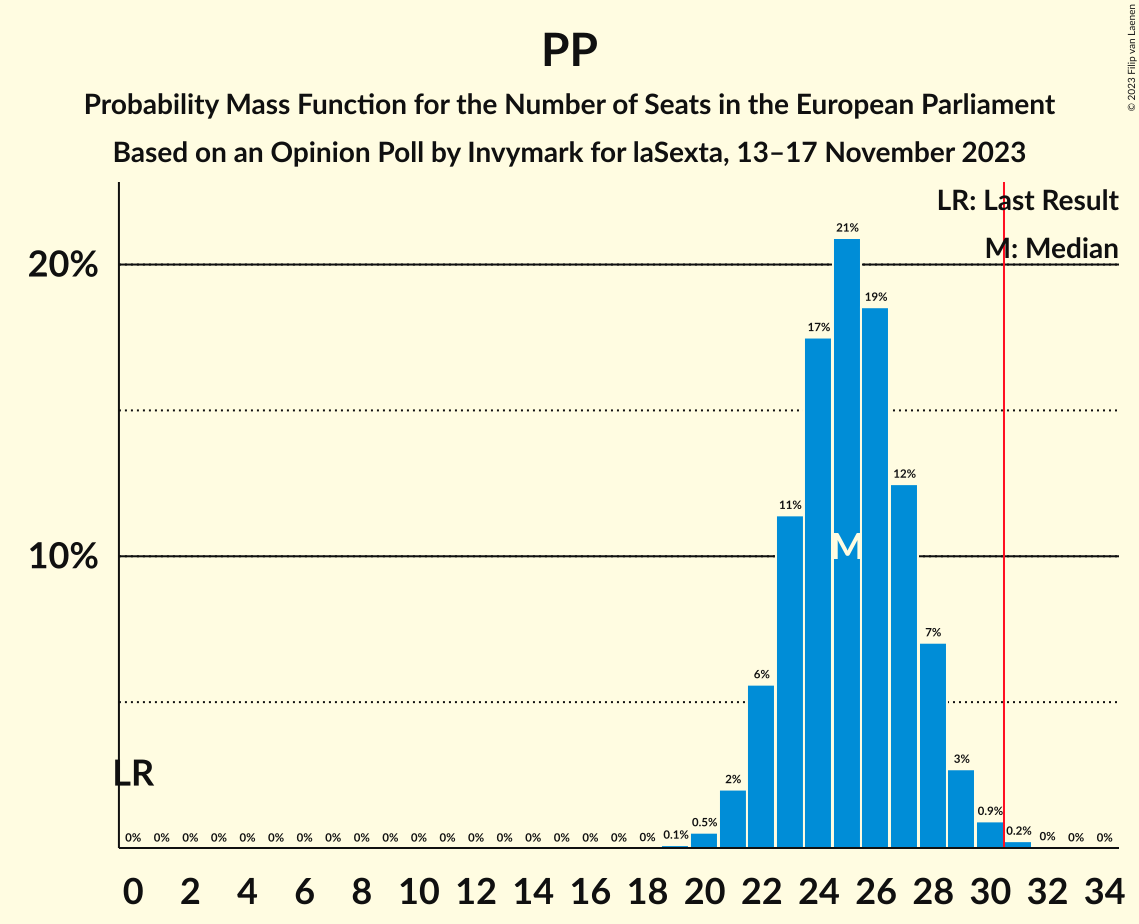 PP
Probability Mass Function for the Number of Seats in the European Parliament
Based on an Opinion Poll by Invymark for laSexta, 13–17 November 2023
© 2023 Filip van Laenen
LR: Last Result
M: Median
20%
10%
21%
19%
17%
12%
11%
7%
6%
3%
2%
M
LR
0% 0% 0% 0% 0% 0% 0% 0% 0% 0% 0% 0% 0% 0% 0% 0% 0% 0% 0% 0.1% 0.5% 0.9% 0.2% 0% 0% 0%
0 2 4 6 8 10 12 14 16 18 20 22 24 26 28 30 32 34